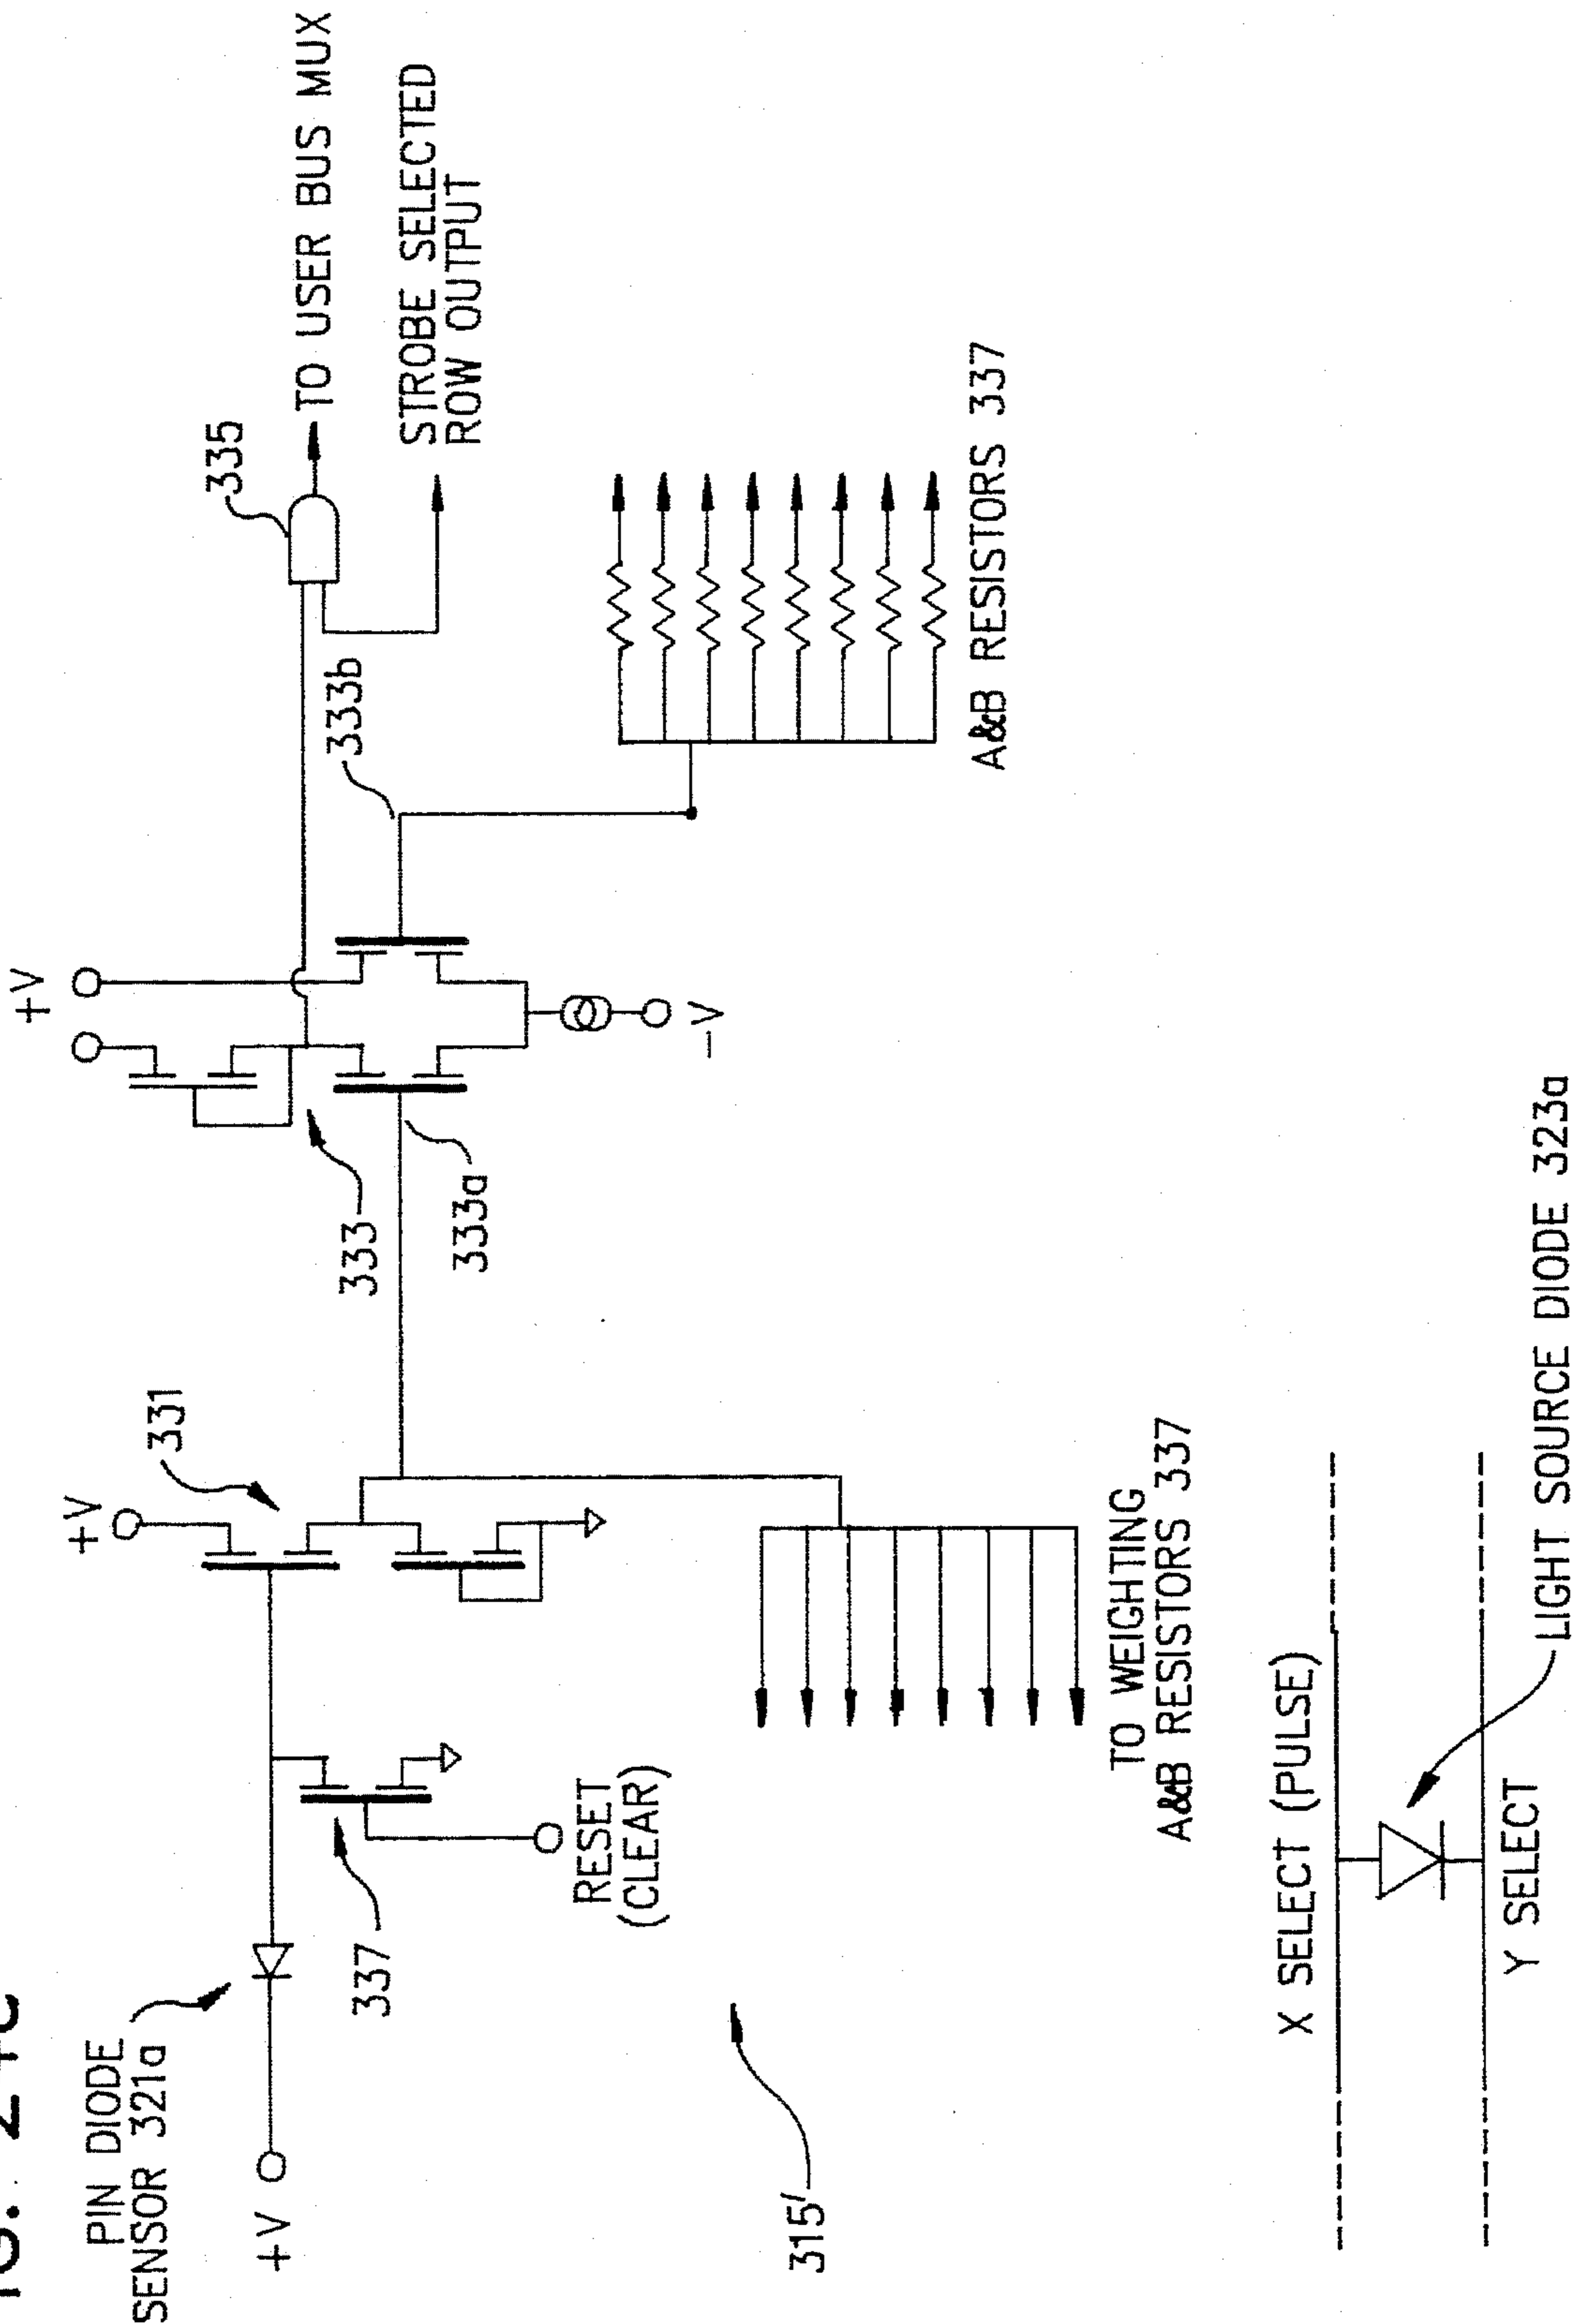 PIN DIODE
SENSOR 321a
+V
337
RESET
(CLEAR)
+V
331
TO WEIGHTING
A&B RESISTORS 337
315'
333
333a
+V
-V
333b
335
TO USER BUS MUX
STROBE SELECTED
ROW OUTPUT
A&B RESISTORS 337
X SELECT (PULSE)
Y SELECT
LIGHT SOURCE DIODE 323a